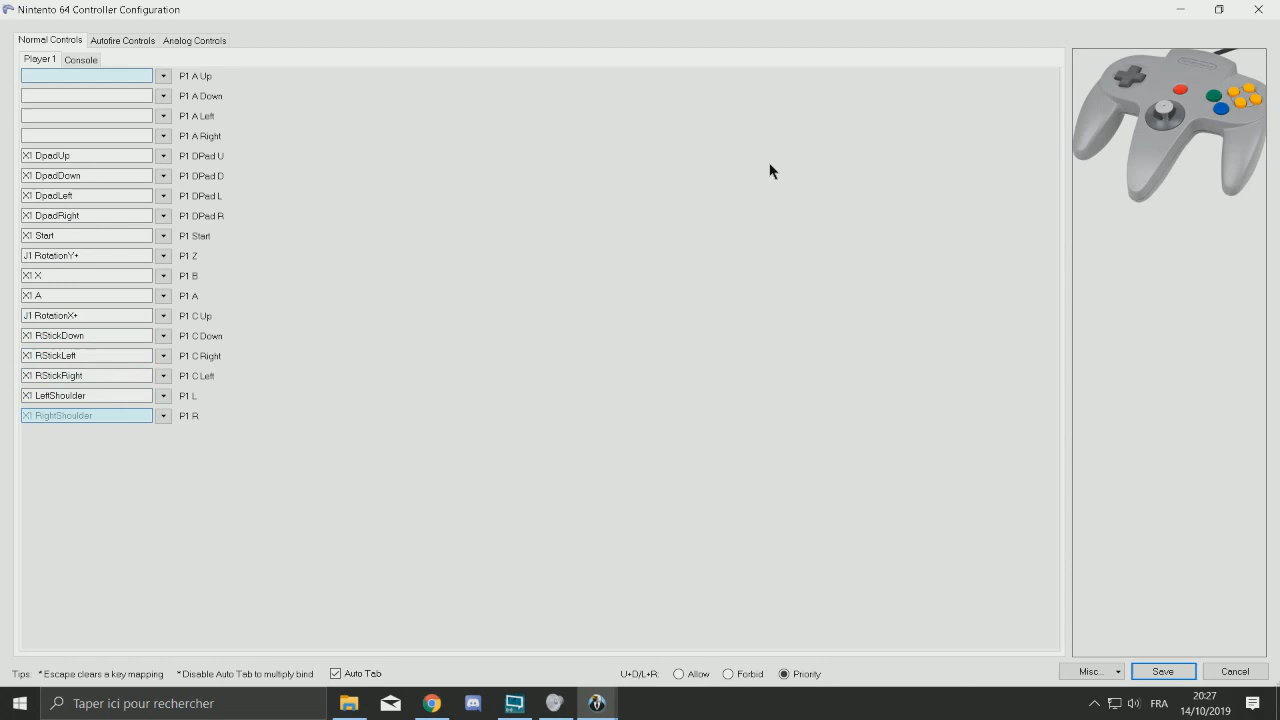 Nintento 64 Controller Configuration
Normal Controls Autofire Controls Analog Controls
Player 1 Console
P1 A Up
P1 A Down
P1 A Left
P1 A Right
X1 DpadUp P1 DPad U
X1 DpadDown P1 DPad D
X1 DpadLeft P1 DPad L
X1 DpadRight P1 DPad R
X1 Start P1 Start
J1 RotationY+ P1 Z
X1 X P1 B
X1 A P1 A
J1 RotationX+ P1 C Up
X1 RStickDown P1 C Down
X1 RStickLeft P1 C Right
X1 RStickRight P1 C Left
X1 LeftShoulder P1 L
X1 RightShoulder P1 R
Tips: *Escape clears a key mapping *Disable Auto Tab to multiply bind Auto Tab U+D/L+R: Allow Forbid Priority Misc... Save Cancel
Taper ici pour rechercher FRA 20:27
14/10/2019